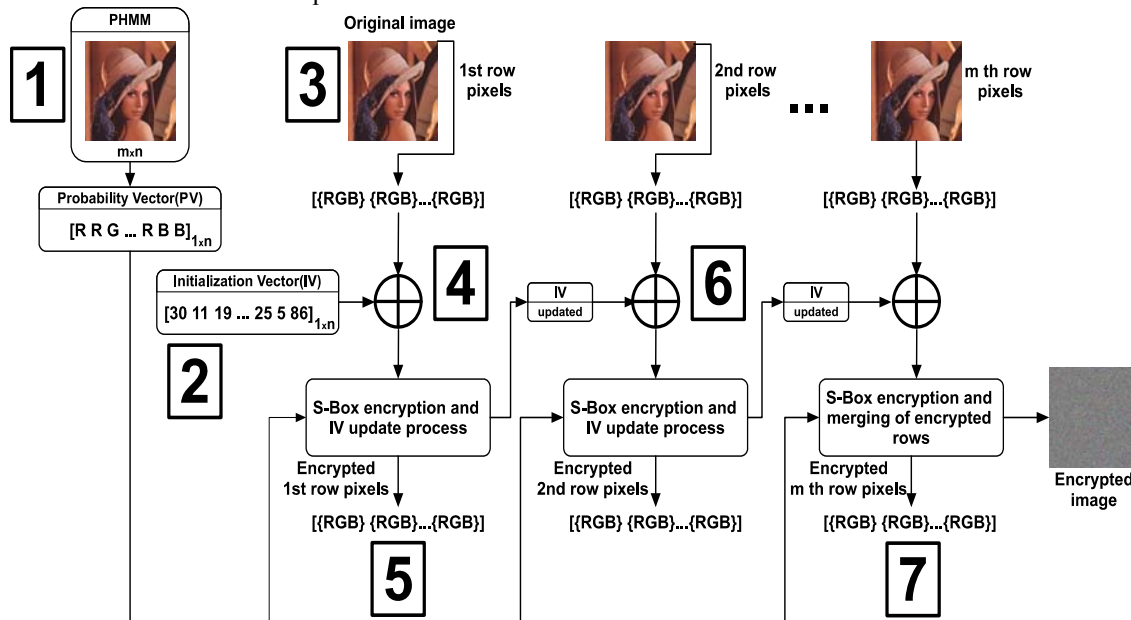 PHMM
1
mxn
Probability Vector(PV)
[R R G ... R B B]1xn
Initialization Vector(IV)
[30 11 19 ... 25 5 86]1xn
2
Original image
3
1st row
pixels
[{RGB} {RGB}...{RGB}]
4
S-Box encryption and
IV update process
Encrypted
1st row pixels
[{RGB} {RGB}...{RGB}]
5
2nd row
pixels
[{RGB} {RGB}...{RGB}]
IV
updated
6
S-Box encryption and
IV update process
Encrypted
2nd row pixels
[{RGB} {RGB}...{RGB}]
...
m th row
pixels
[{RGB} {RGB}...{RGB}]
IV
updated
S-Box encryption and
merging of encrypted
rows
Encrypted
m th row pixels
[{RGB} {RGB}...{RGB}]
7
Encrypted
image